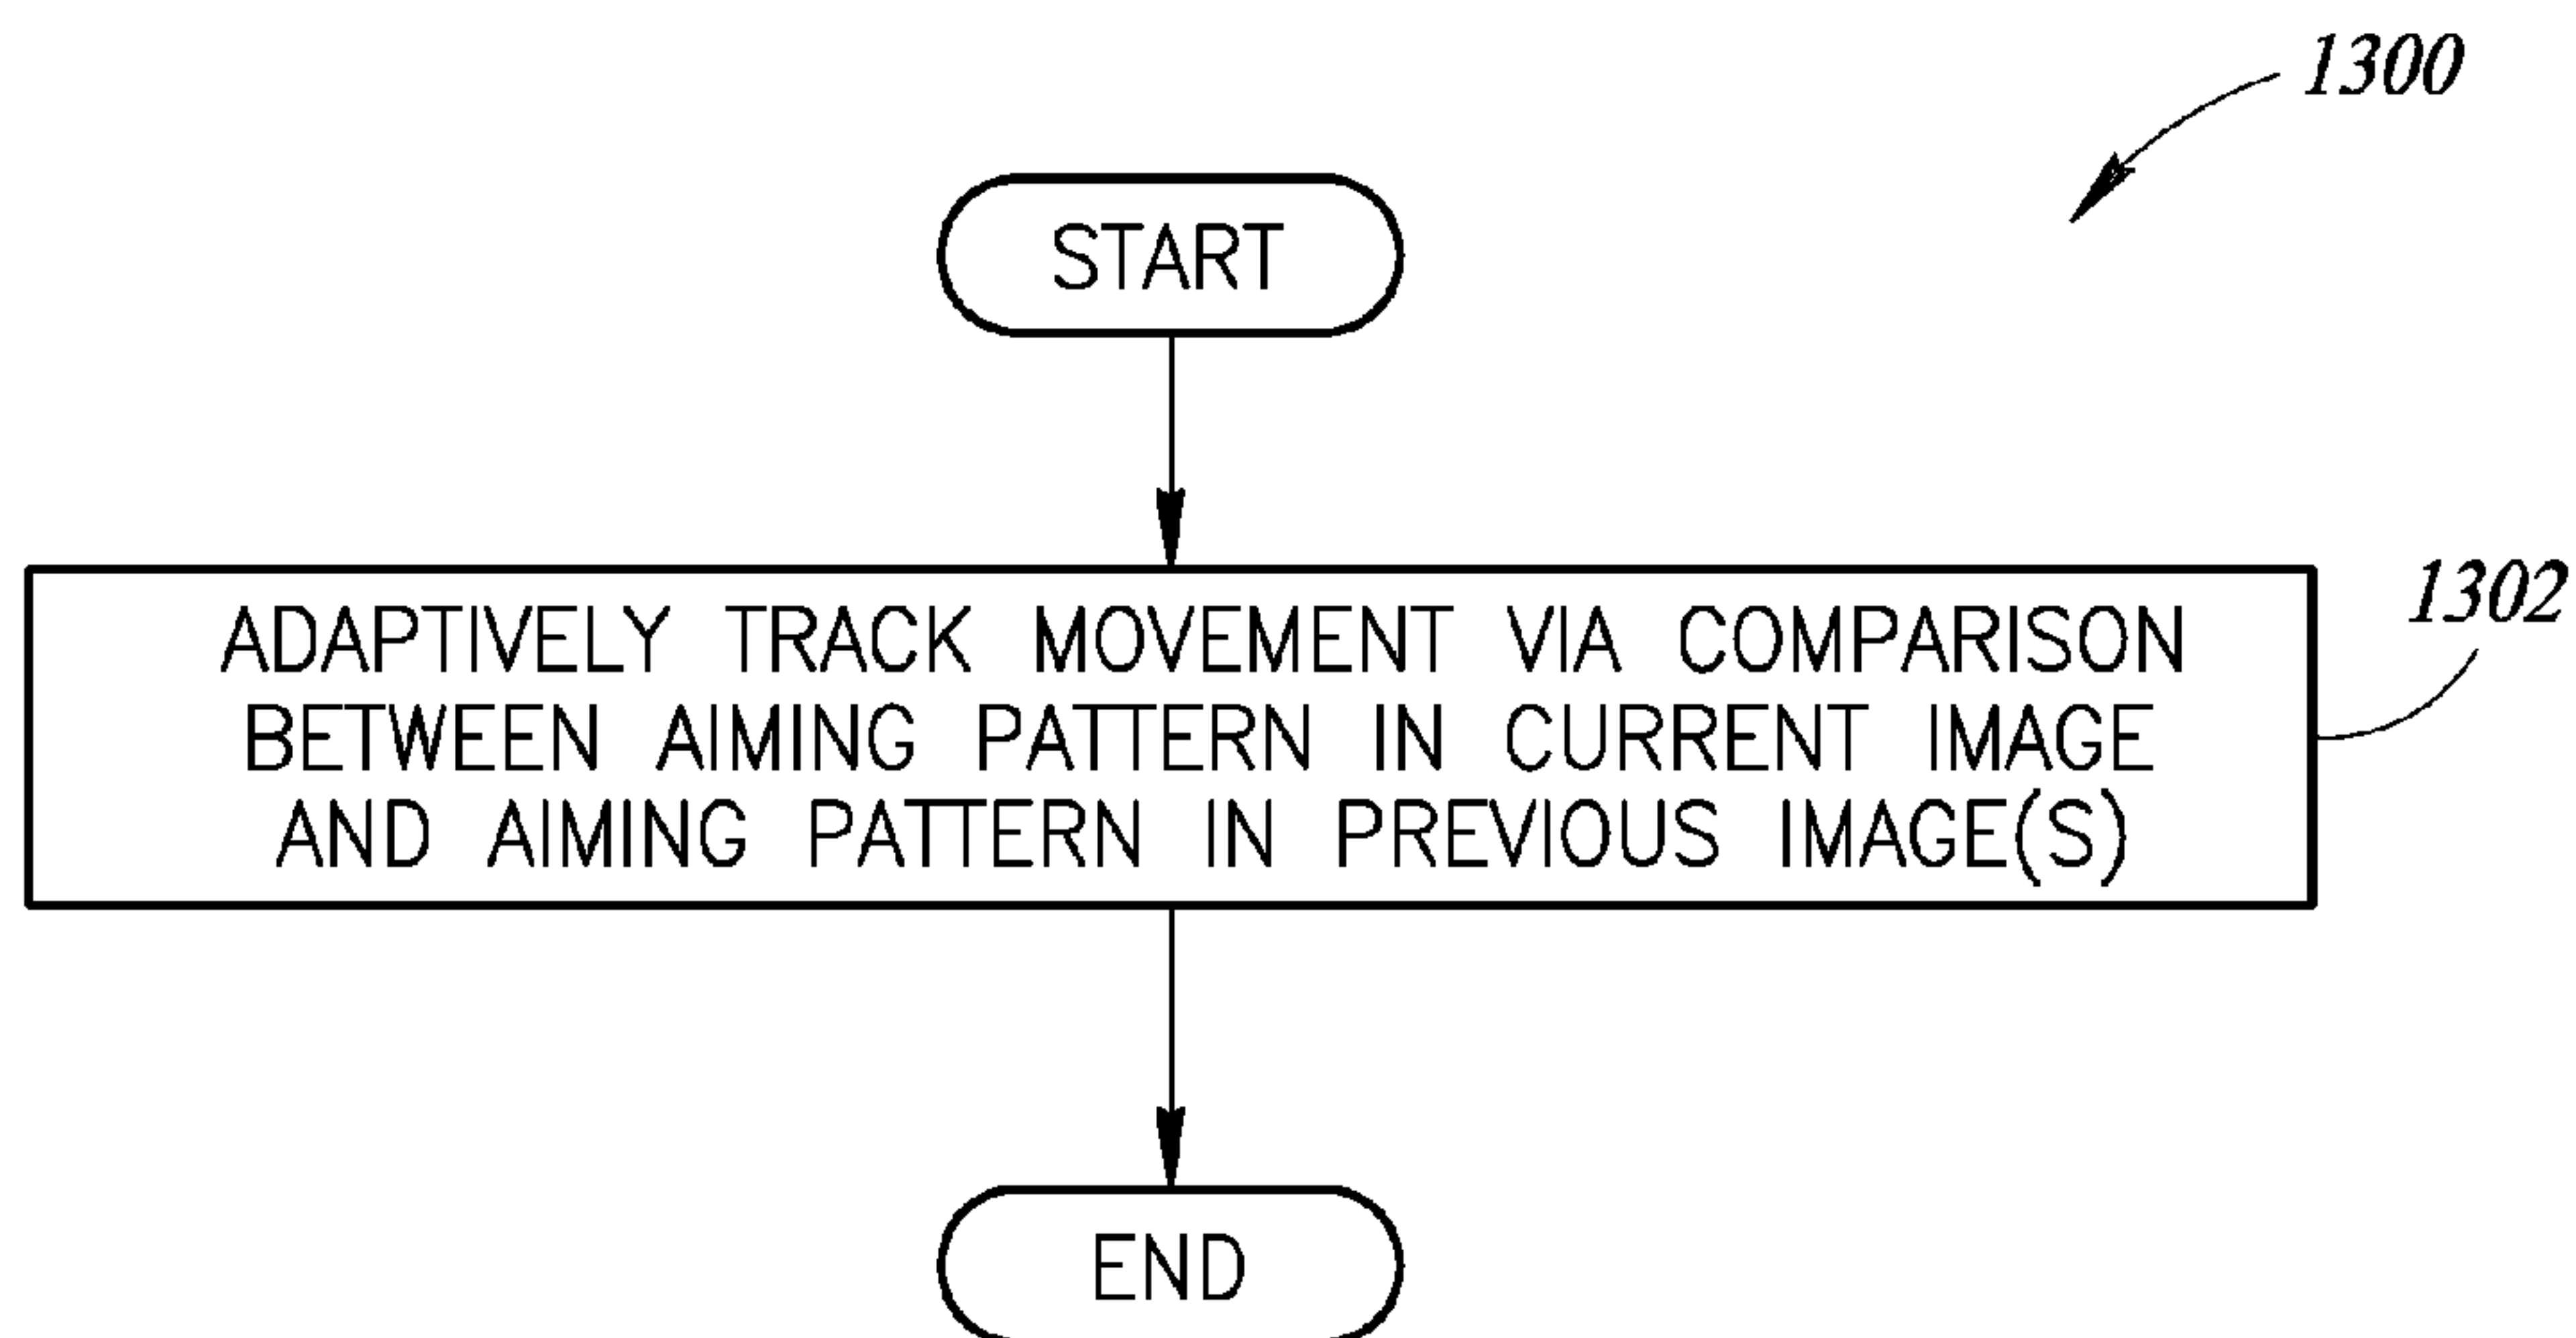 1300
START
ADAPTIVELY TRACK MOVEMENT VIA COMPARISON
BETWEEN AIMING PATTERN IN CURRENT IMAGE
AND AIMING PATTERN IN PREVIOUS IMAGE(S)
1302
END